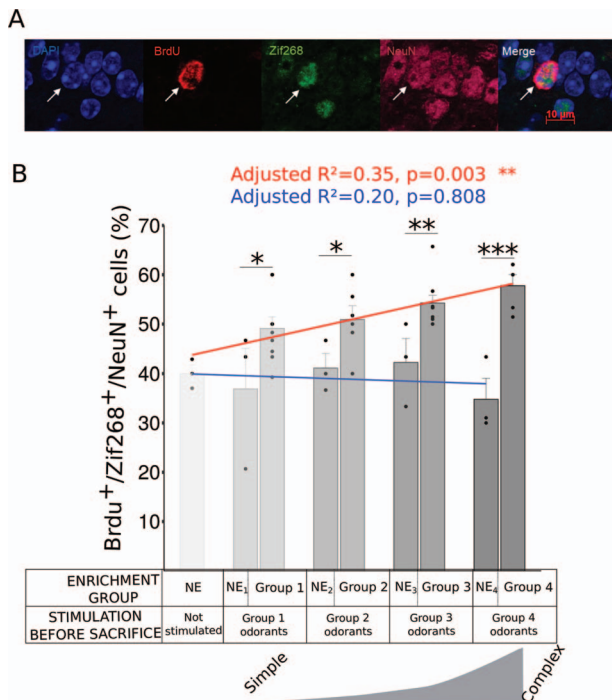 A
DAPI BrdU Zif268 NeuN Merge
10 µm
B
Adjusted R²=0.35, p=0.003 **
Adjusted R²=0.20, p=0.808
Brdu⁺/Zif268⁺/NeuN⁺ cells (%)
70
60
50
40
30
20
10
* * ** ***
ENRICHMENT GROUP NE NE₁ Group 1 NE₂ Group 2 NE₃ Group 3 NE₄ Group 4
STIMULATION BEFORE SACRIFICE Not stimulated Group 1 odorants Group 2 odorants Group 3 odorants Group 4 odorants
Simple Complex